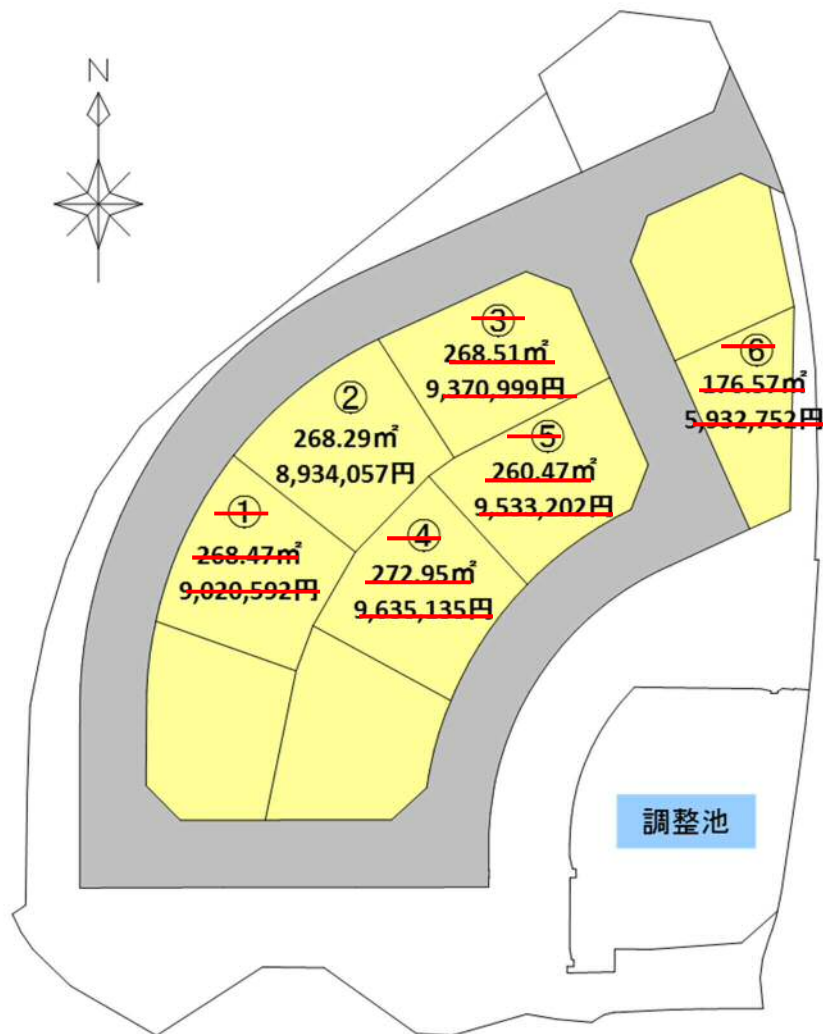 N
③
268.51㎡
9,370,999円
⑥
176.57㎡
5,932,752円
②
268.29㎡
8,934,057円
⑤
260.47㎡
9,533,202円
①
268.47㎡
9,020,592円
④
272.95㎡
9,635,135円
調整池